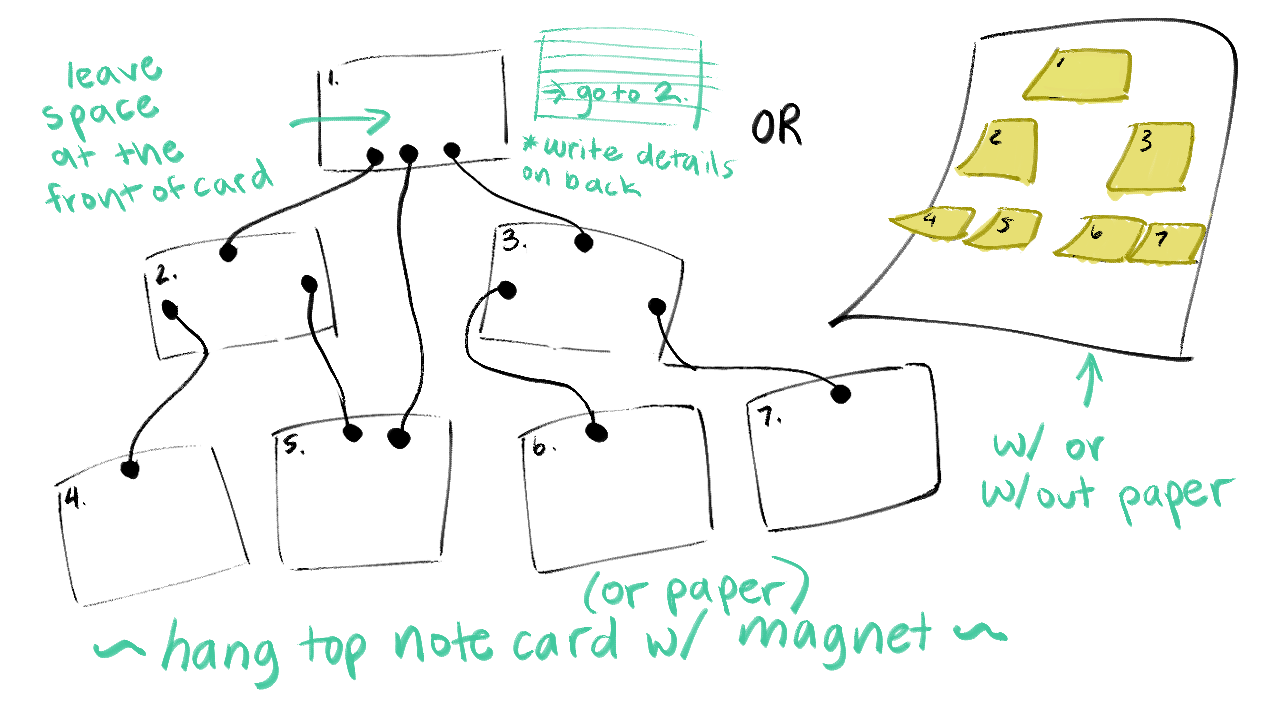 leave
space
at the
front of card
1.
→ go to 2.
*write details
on back
OR
2.
3.
4.
5.
6.
7.
1
2
3
4
5
6
7
w/ or
w/out paper
(or paper)
~ hang top note card w/ magnet ~